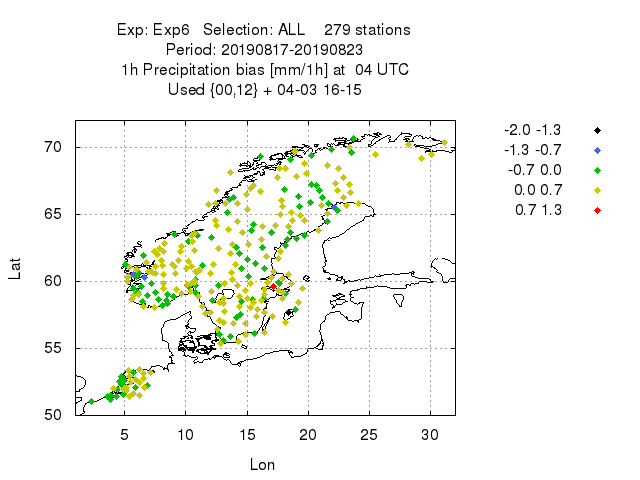 Exp: Exp6 Selection: ALL 279 stations
Period: 20190817-20190823
1h Precipitation bias [mm/1h] at 04 UTC
Used {00,12} + 04-03 16-15
-2.0 -1.3
-1.3 -0.7
-0.7 0.0
0.0 0.7
0.7 1.3
70
65
60
55
50
Lat
5 10 15 20 25 30
Lon